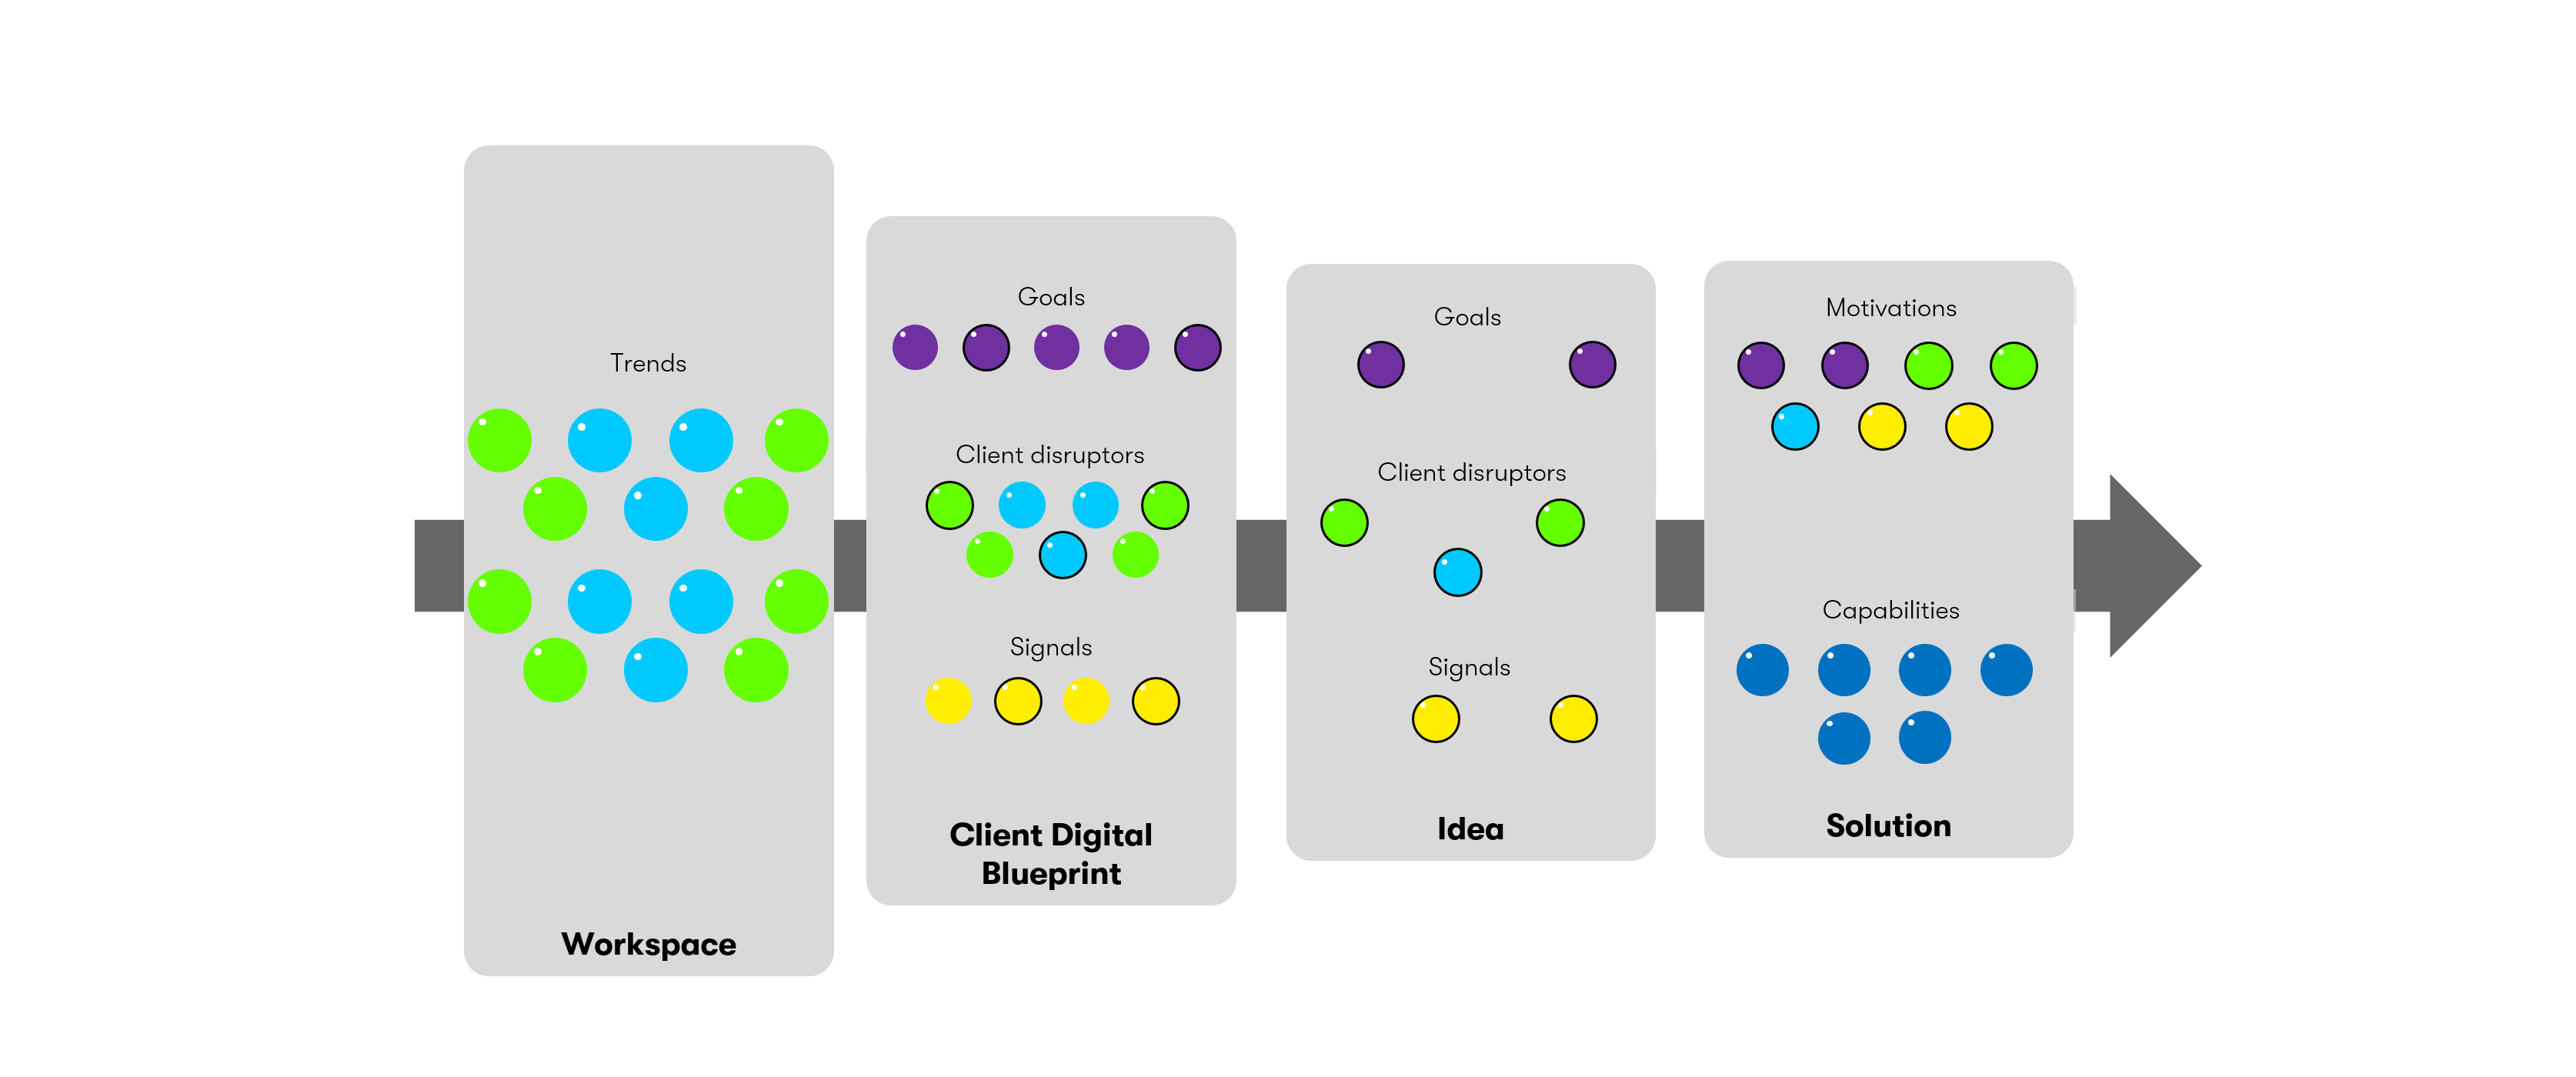 Trends
Workspace
Goals
Client disruptors
Signals
Client Digital
Blueprint
Goals
Client disruptors
Signals
Idea
Motivations
Capabilities
Solution